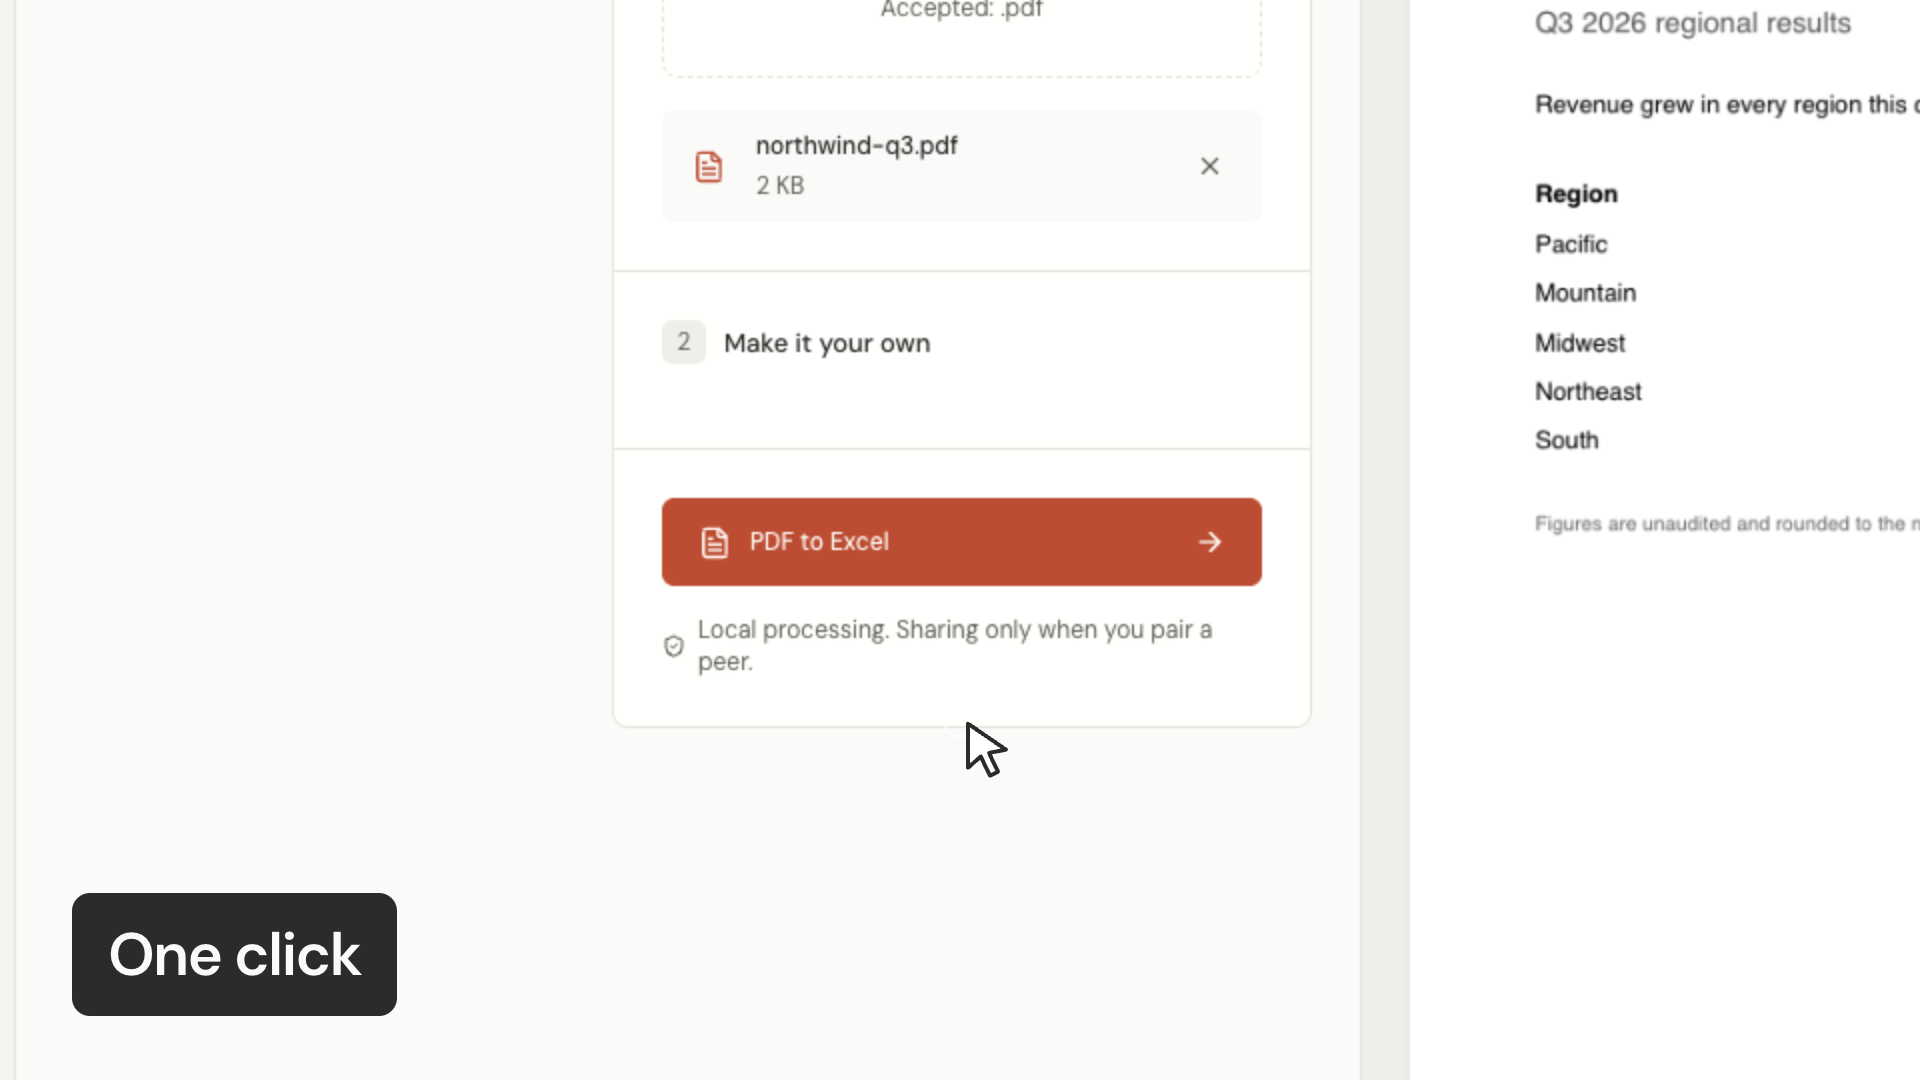 Accepted: .pdf
northwind-q3.pdf
2 KB
2 Make it your own
PDF to Excel
Local processing. Sharing only when you pair a
peer.
One click
Q3 2026 regional results
Revenue grew in every region this
Region
Pacific
Mountain
Midwest
Northeast
South
Figures are unaudited and rounded to the